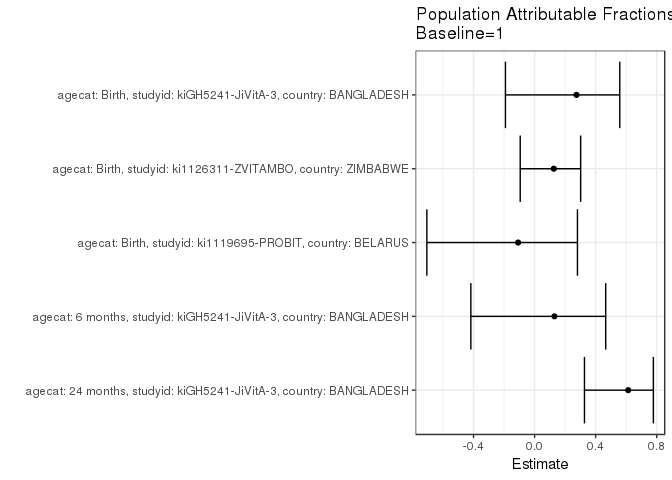 Population Attributable Fractions
Baseline=1
agecat: Birth, studyid: kiGH5241-JiVitA-3, country: BANGLADESH
agecat: Birth, studyid: ki1126311-ZVITAMBO, country: ZIMBABWE
agecat: Birth, studyid: ki1119695-PROBIT, country: BELARUS
agecat: 6 months, studyid: kiGH5241-JiVitA-3, country: BANGLADESH
agecat: 24 months, studyid: kiGH5241-JiVitA-3, country: BANGLADESH
-0.4 0.0 0.4 0.8
Estimate